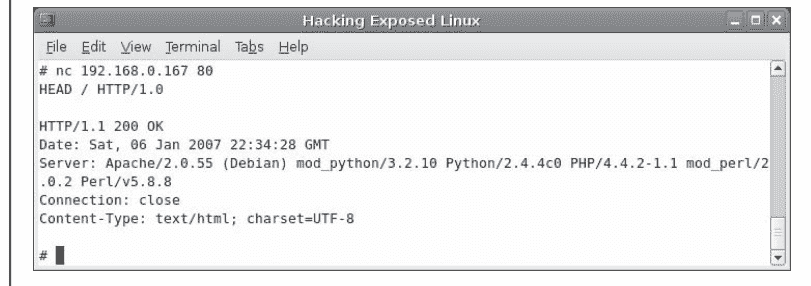 Hacking Exposed Linux
File Edit View Terminal Tabs Help
# nc 192.168.0.167 80
HEAD / HTTP/1.0
HTTP/1.1 200 OK
Date: Sat, 06 Jan 2007 22:34:28 GMT
Server: Apache/2.0.55 (Debian) mod_python/3.2.10 Python/2.4.4c0 PHP/4.4.2-1.1 mod_perl/2
.0.2 Perl/v5.8.8
Connection: close
Content-Type: text/html; charset=UTF-8
#